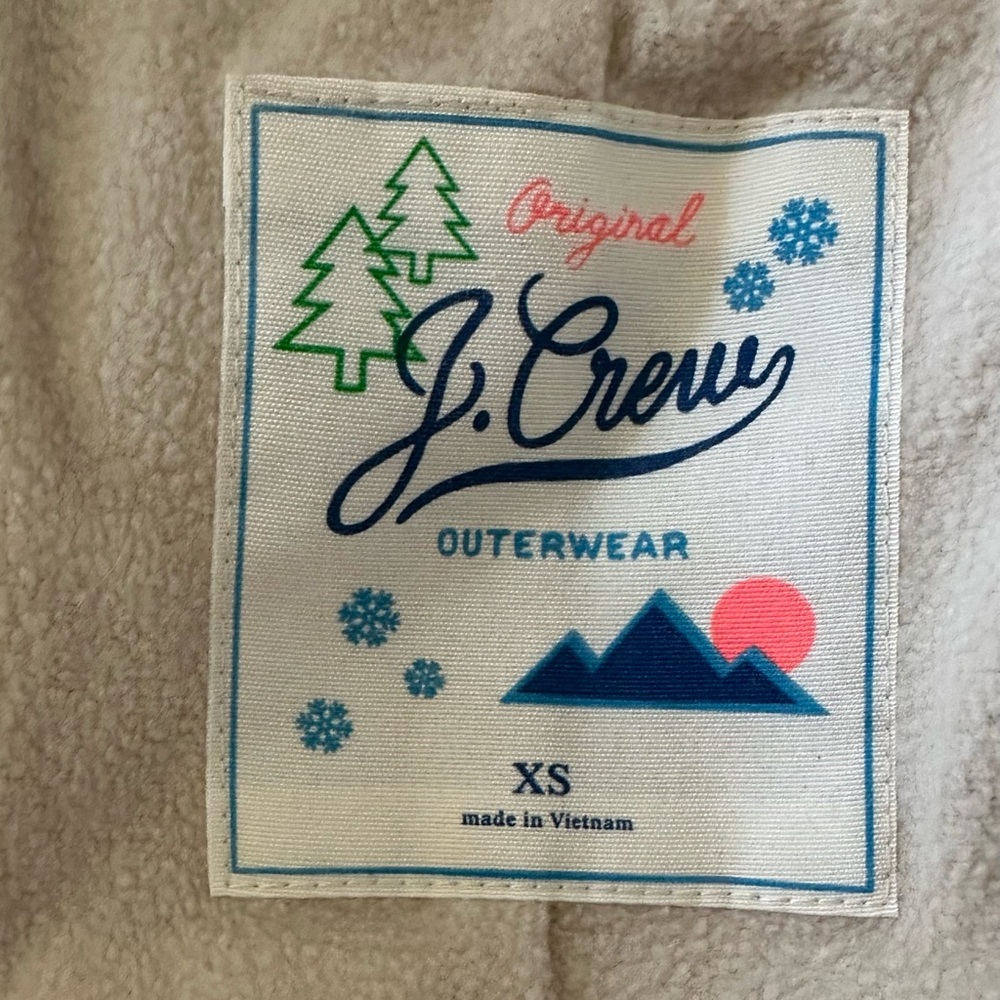 Original
J. Crew
OUTERWEAR
XS
made in Vietnam